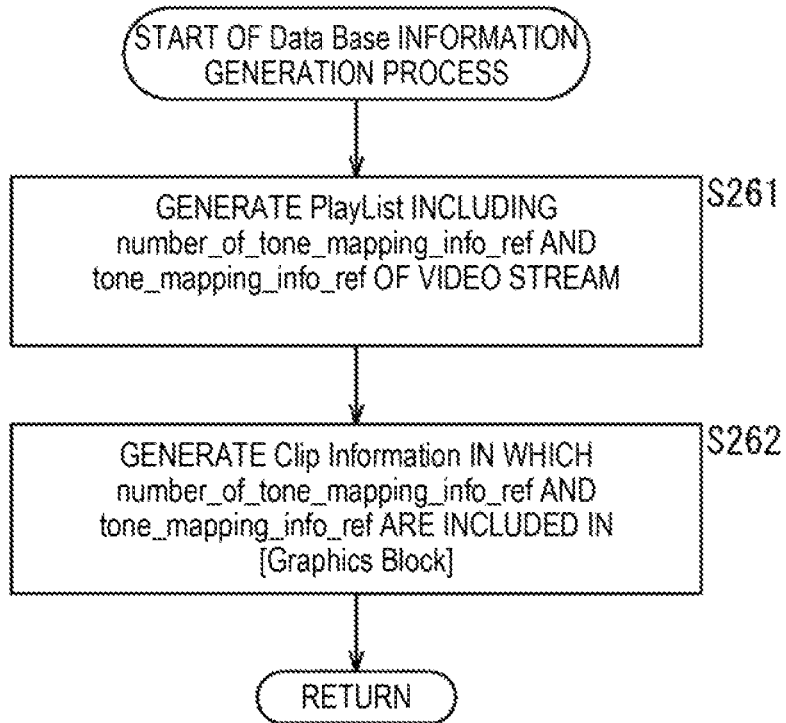 START OF Data Base INFORMATION
GENERATION PROCESS
S261
GENERATE PlayList INCLUDING
number_of_tone_mapping_info_ref AND
tone_mapping_info_ref OF VIDEO STREAM
S262
GENERATE Clip Information IN WHICH
number_of_tone_mapping_info_ref AND
tone_mapping_info_ref ARE INCLUDED IN
[Graphics Block]
RETURN